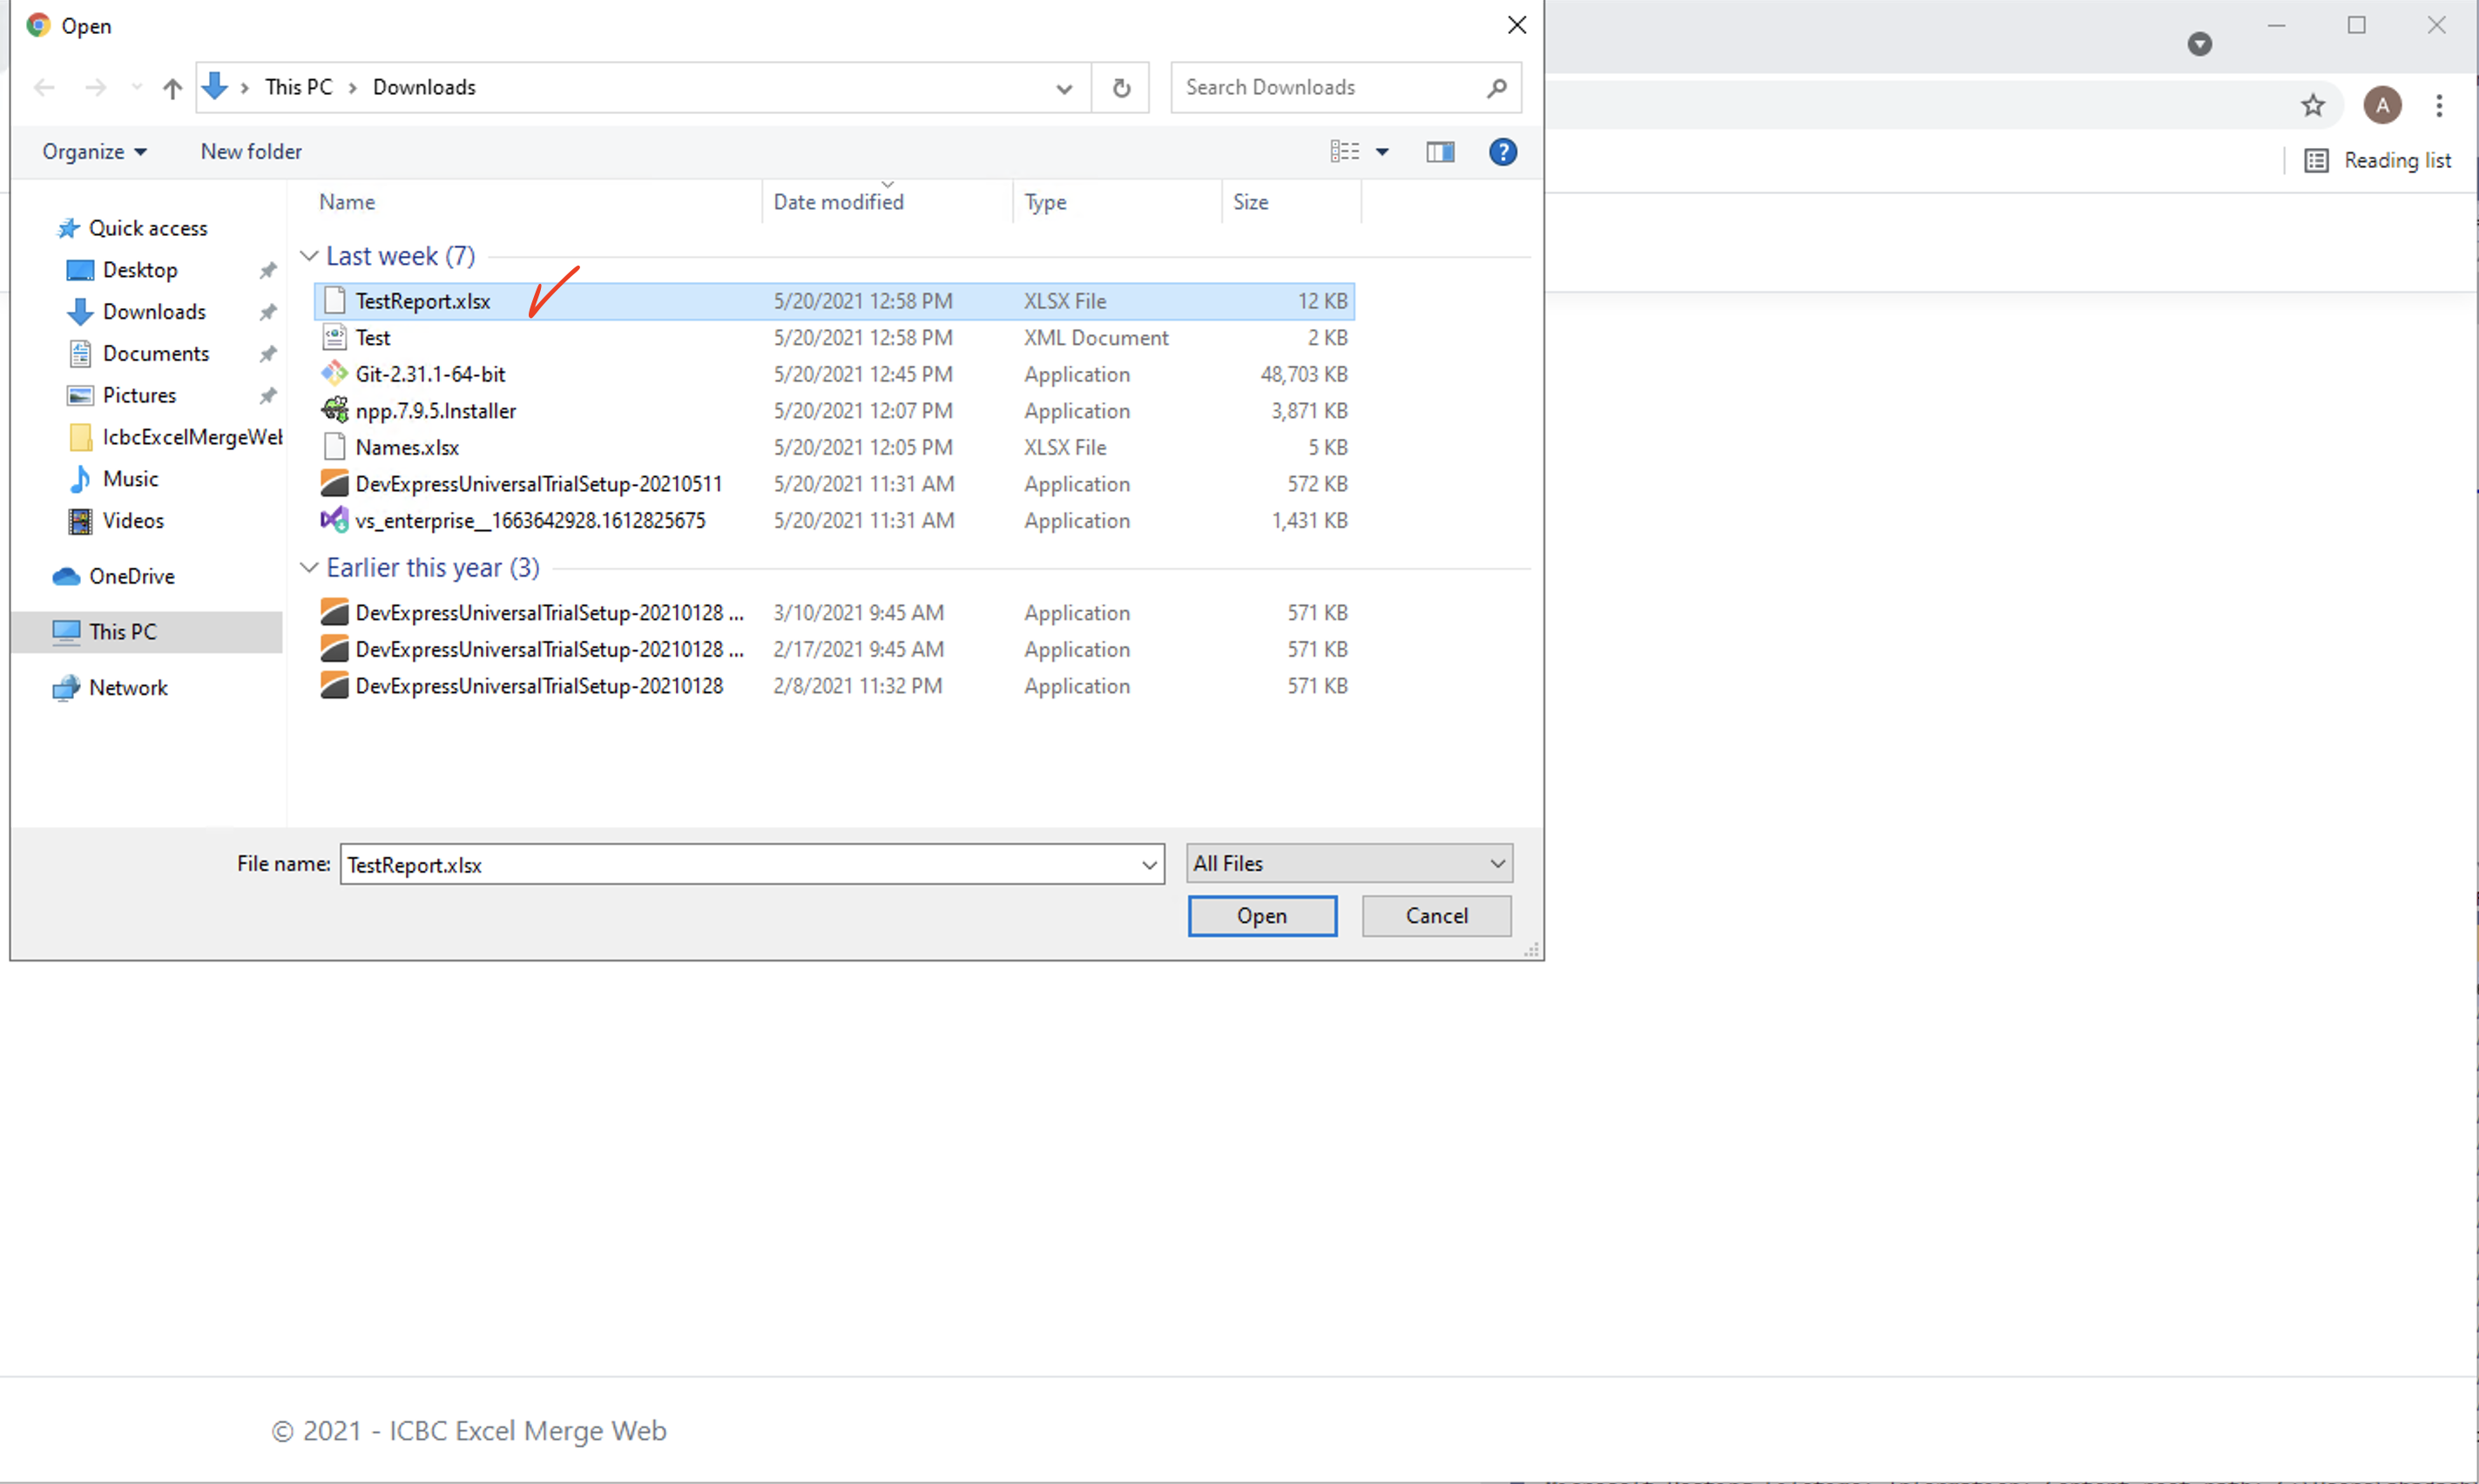 Open
This PC > Downloads
Search Downloads
A
Organize
New folder
?
Reading list
Name Date modified Type Size
Quick access
Desktop
Downloads
Documents
Pictures
IcbcExcelMergeWeb
Music
Videos
OneDrive
This PC
Network
Last week (7)
TestReport.xlsx 5/20/2021 12:58 PM XLSX File 12 KB
Test 5/20/2021 12:58 PM XML Document 2 KB
Git-2.31.1-64-bit 5/20/2021 12:45 PM Application 48,703 KB
npp.7.9.5.Installer 5/20/2021 12:07 PM Application 3,871 KB
Names.xlsx 5/20/2021 12:05 PM XLSX File 5 KB
DevExpressUniversalTrialSetup-20210511 5/20/2021 11:31 AM Application 572 KB
vs_enterprise__1663642928.1612825675 5/20/2021 11:31 AM Application 1,431 KB
Earlier this year (3)
DevExpressUniversalTrialSetup-20210128 ... 3/10/2021 9:45 AM Application 571 KB
DevExpressUniversalTrialSetup-20210128 ... 2/17/2021 9:45 AM Application 571 KB
DevExpressUniversalTrialSetup-20210128 2/8/2021 11:32 PM Application 571 KB
File name: TestReport.xlsx All Files
Open Cancel
© 2021 - ICBC Excel Merge Web